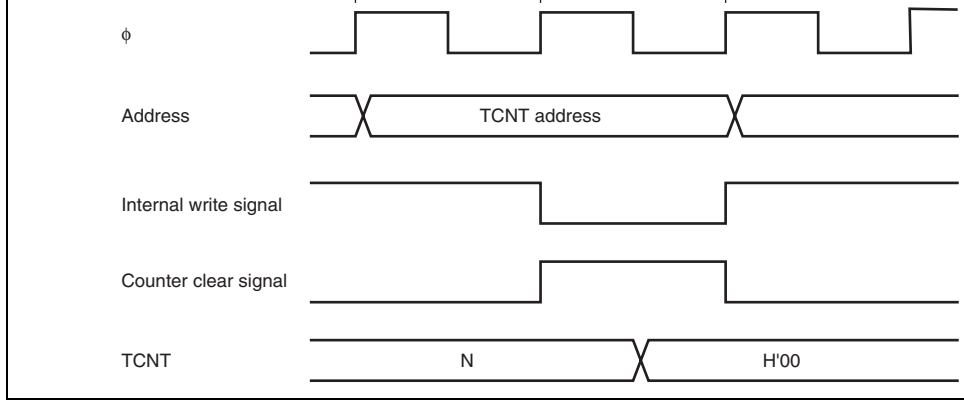 ϕ
Address
TCNT address
Internal write signal
Counter clear signal
TCNT
N
H'00